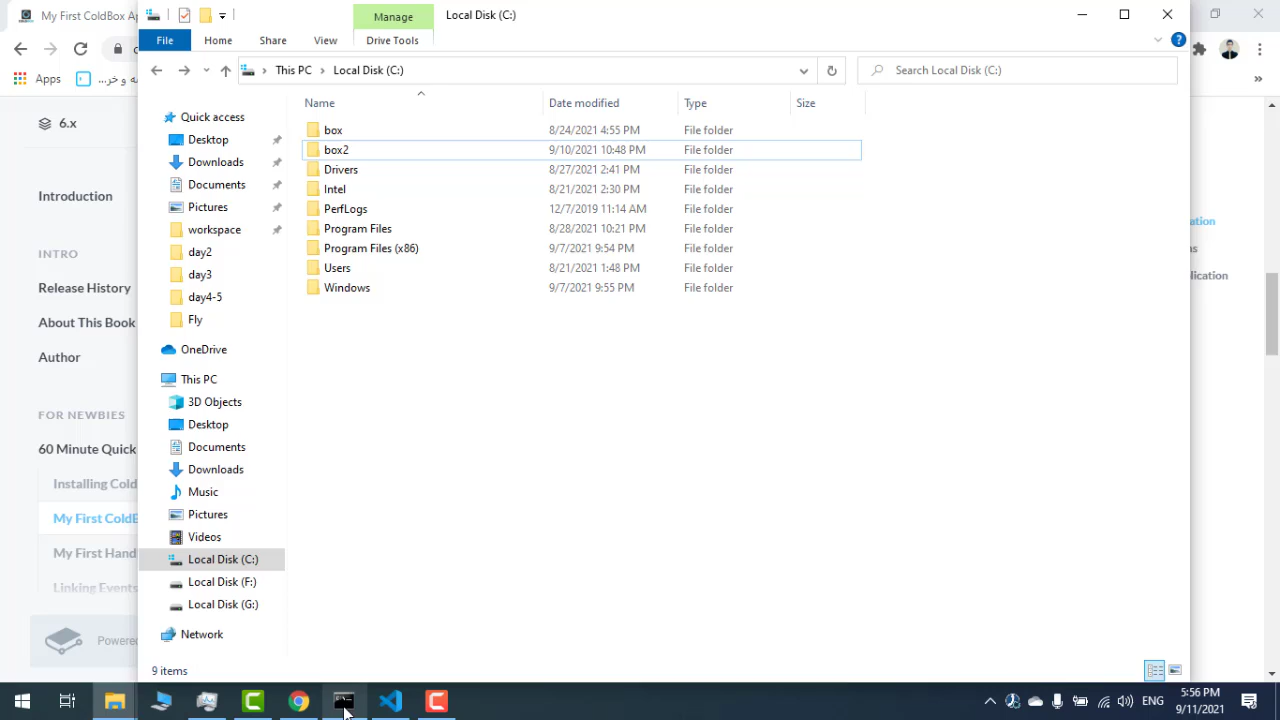 My First ColdBox Ap
Manage
Local Disk (C:)
File
Home
Share
View
Drive Tools
This PC
Local Disk (C:)
Search Local Disk (C:)
Apps
Name
Date modified
Type
Size
6.x
Introduction
INTRO
Release History
About This Book
Author
FOR NEWBIES
60 Minute Quick
Installing Cold
My First ColdB
My First Hand
Linking Events
Powere
Quick access
Desktop
Downloads
Documents
Pictures
workspace
day2
day3
day4-5
Fly
OneDrive
This PC
3D Objects
Desktop
Documents
Downloads
Music
Pictures
Videos
Local Disk (C:)
Local Disk (F:)
Local Disk (G:)
Network
box 8/24/2021 4:55 PM File folder
box2 9/10/2021 10:48 PM File folder
Drivers 8/27/2021 2:41 PM File folder
Intel 8/21/2021 2:30 PM File folder
PerfLogs 12/7/2019 11:14 AM File folder
Program Files 8/28/2021 10:21 PM File folder
Program Files (x86) 9/7/2021 9:54 PM File folder
Users 8/21/2021 1:48 PM File folder
Windows 9/7/2021 9:55 PM File folder
ation
ns
lication
9 items
ENG
5:56 PM
9/11/2021